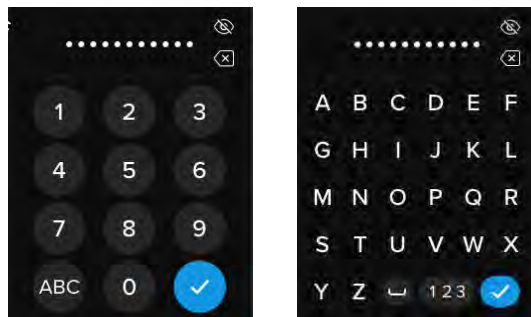 1 2 3
4 5 6
7 8 9
ABC 0
A B C D E F
G H I J K L
M N O P Q R
S T U V W X
Y Z 123